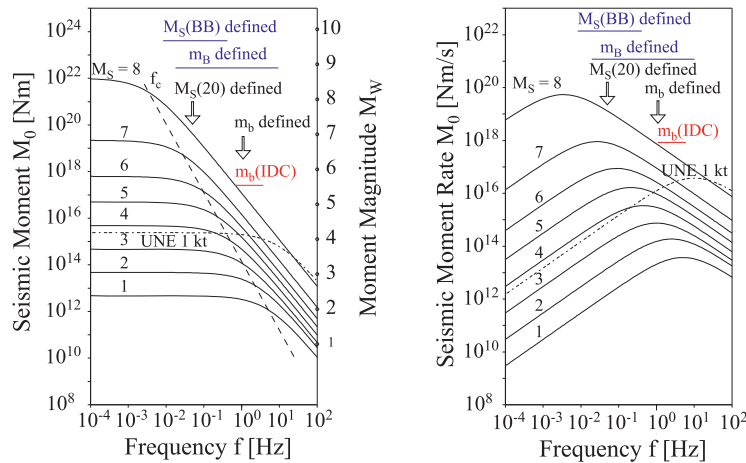 M_S(BB) defined
m_B defined
M_S = 8
f_c
M_S(20) defined
m_b defined
m_b(IDC)
7
6
5
4
UNE 1 kt
3
2
1
Seismic Moment M_0 [Nm]
10^24
10^22
10^20
10^18
10^16
10^14
10^12
10^10
10^8
10
9
8
7
6
5
4
3
2
1
Moment Magnitude M_W
10^-4 10^-3 10^-2 10^-1 10^0 10^1 10^2
Frequency f [Hz]
M_S(BB) defined
m_B defined
M_S(20) defined
M_S = 8
m_b defined
m_b(IDC)
7
UNE 1 kt
6
5
4
3
2
1
Seismic Moment Rate M_0 [Nm/s]
10^22
10^20
10^18
10^16
10^14
10^12
10^10
10^8
10^-4 10^-3 10^-2 10^-1 10^0 10^1 10^2
Frequency f [Hz]